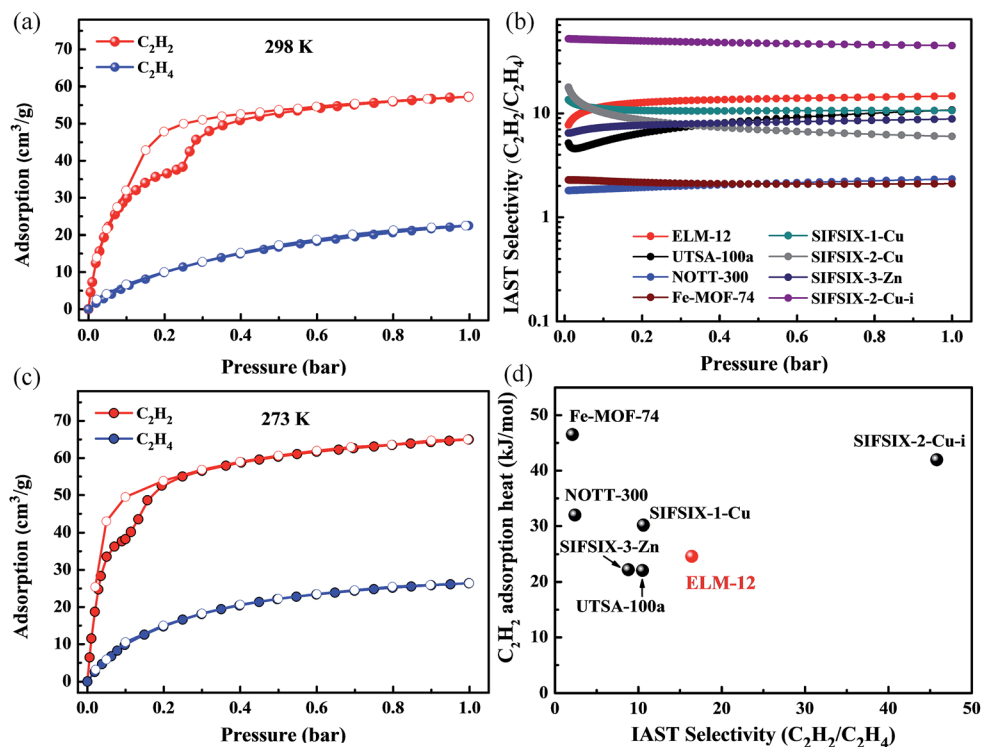 (a)
298 K
C₂H₂
C₂H₄
Adsorption (cm³/g)
70
60
50
40
30
20
10
0
0.0 0.2 0.4 0.6 0.8 1.0
Pressure (bar)
(b)
IAST Selectivity (C₂H₂/C₂H₄)
10
1
0.1
ELM-12
UTSA-100a
NOTT-300
Fe-MOF-74
SIFSIX-1-Cu
SIFSIX-2-Cu
SIFSIX-3-Zn
SIFSIX-2-Cu-i
0.0 0.2 0.4 0.6 0.8 1.0
Pressure (bar)
(c)
273 K
C₂H₂
C₂H₄
Adsorption (cm³/g)
70
60
50
40
30
20
10
0
0.0 0.2 0.4 0.6 0.8 1.0
Pressure (bar)
(d)
C₂H₂ adsorption heat (kJ/mol)
50
40
30
20
10
0
Fe-MOF-74
SIFSIX-2-Cu-i
NOTT-300
SIFSIX-1-Cu
SIFSIX-3-Zn
ELM-12
UTSA-100a
0 10 20 30 40 50
IAST Selectivity (C₂H₂/C₂H₄)